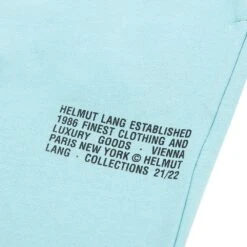 HELMUT LANG ESTABLISHED
1986 FINEST CLOTHING AND
LUXURY GOODS · VIENNA
PARIS NEW YORK © HELMUT
LANG · COLLECTIONS 21/22